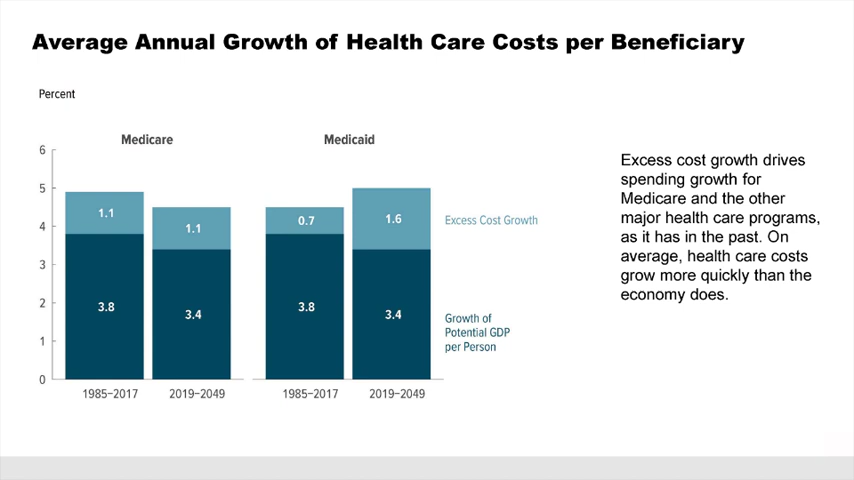 Average Annual Growth of Health Care Costs per Beneficiary
Percent
Medicare
Medicaid
6
5
4
3
2
1
0
1.1
3.8
1.1
3.4
0.7
3.8
1.6
3.4
Excess Cost Growth
Growth of
Potential GDP
per Person
1985–2017
2019–2049
1985–2017
2019–2049
Excess cost growth drives
spending growth for
Medicare and the other
major health care programs,
as it has in the past. On
average, health care costs
grow more quickly than the
economy does.